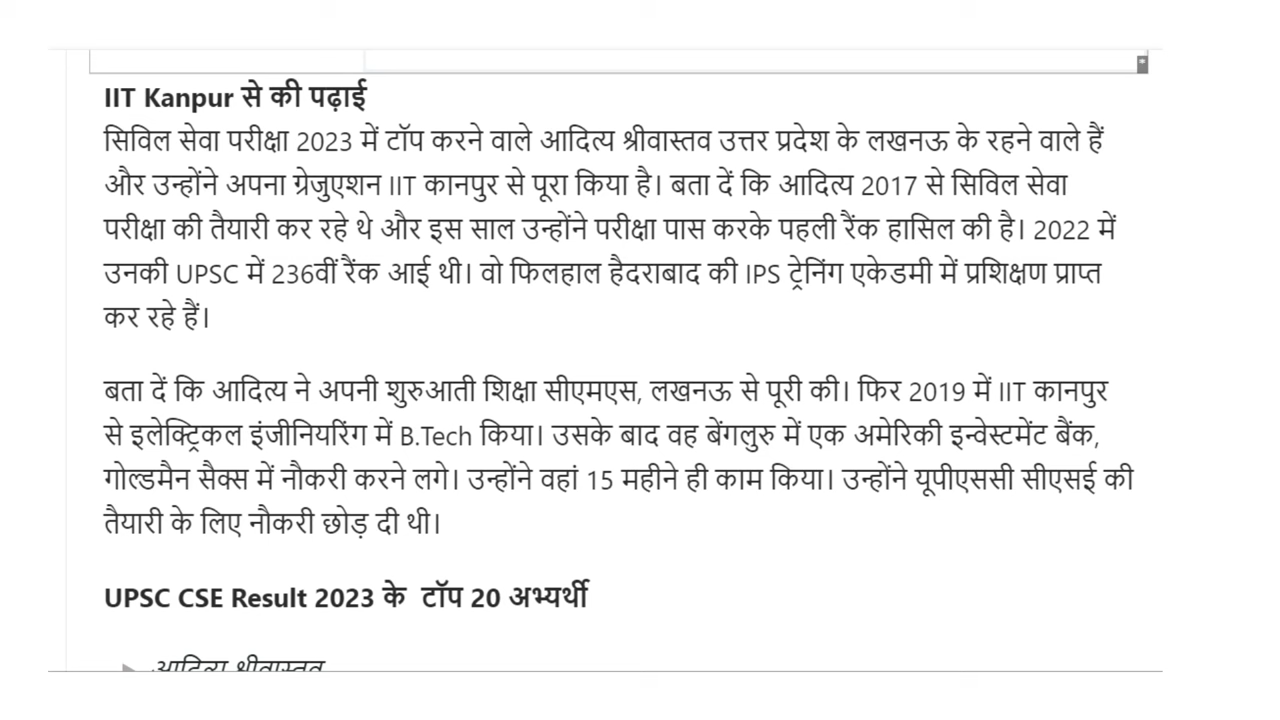 IIT Kanpur से की पढ़ाई
सिविल सेवा परीक्षा 2023 में टॉप करने वाले आदित्य श्रीवास्तव उत्तर प्रदेश के लखनऊ के रहने वाले हैं
और उन्होंने अपना ग्रेजुएशन IIT कानपुर से पूरा किया है। बता दें कि आदित्य 2017 से सिविल सेवा
परीक्षा की तैयारी कर रहे थे और इस साल उन्होंने परीक्षा पास करके पहली रैंक हासिल की है। 2022 में
उनकी UPSC में 236वीं रैंक आई थी। वो फिलहाल हैदराबाद की IPS ट्रेनिंग एकेडमी में प्रशिक्षण प्राप्त
कर रहे हैं।
बता दें कि आदित्य ने अपनी शुरुआती शिक्षा सीएमएस, लखनऊ से पूरी की। फिर 2019 में IIT कानपुर
से इलेक्ट्रिकल इंजीनियरिंग में B.Tech किया। उसके बाद वह बेंगलुरु में एक अमेरिकी इन्वेस्टमेंट बैंक,
गोल्डमैन सैक्स में नौकरी करने लगे। उन्होंने वहां 15 महीने ही काम किया। उन्होंने यूपीएससी सीएसई की
तैयारी के लिए नौकरी छोड़ दी थी।
UPSC CSE Result 2023 के टॉप 20 अभ्यर्थी
आदित्य श्रीवास्तव